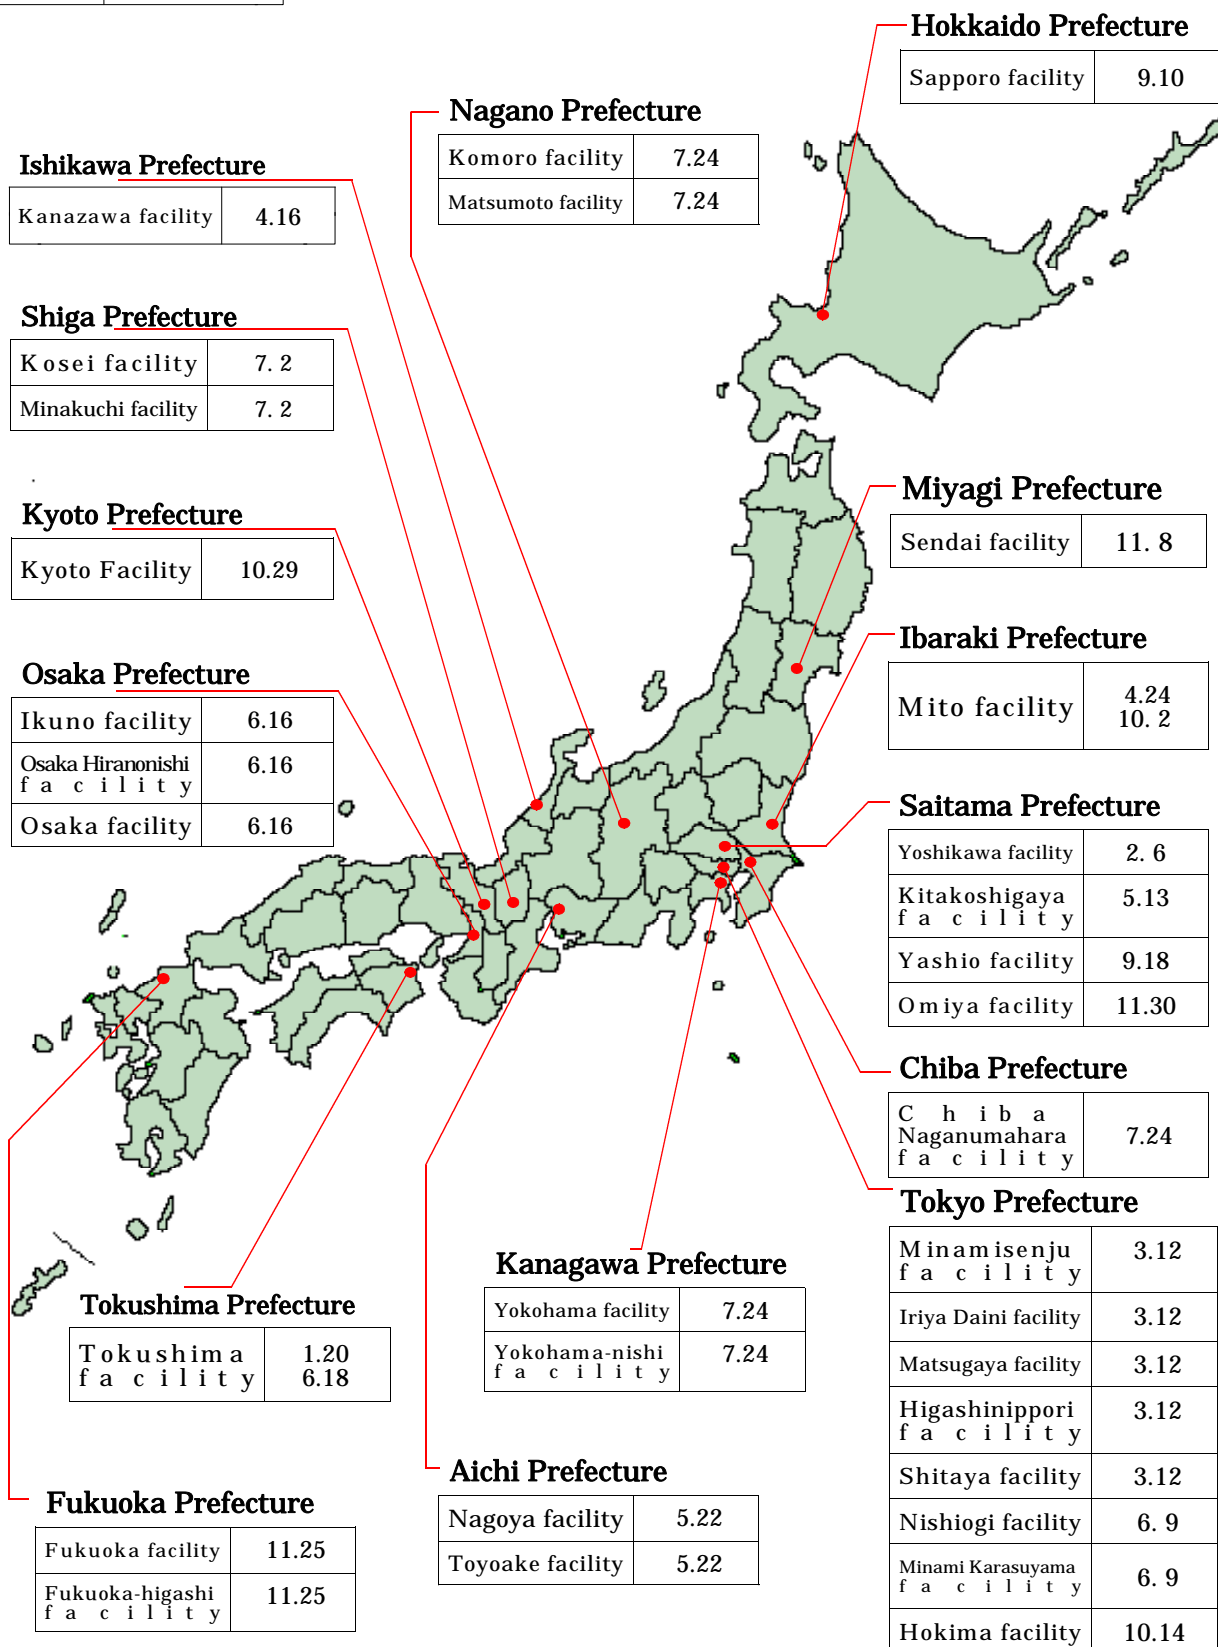 Hokkaido Prefecture
Sapporo facility 9.10
Nagano Prefecture
Komoro facility 7.24
Matsumoto facility 7.24
Ishikawa Prefecture
Kanazawa facility 4.16
Shiga Prefecture
Kosei facility 7. 2
Minakuchi facility 7. 2
Kyoto Prefecture
Kyoto Facility 10.29
Miyagi Prefecture
Sendai facility 11. 8
Ibaraki Prefecture
Mito facility 4.24
10. 2
Osaka Prefecture
Ikuno facility 6.16
Osaka Hiranonishi 6.16
facility
Osaka facility 6.16
Saitama Prefecture
Yoshikawa facility 2. 6
Kitakoshigaya 5.13
facility
Yashio facility 9.18
Omiya facility 11.30
Chiba Prefecture
Chiba
Naganumahara 7.24
facility
Tokyo Prefecture
Minamisenju 3.12
facility
Iriya Daini facility 3.12
Matsugaya facility 3.12
Higashinippori 3.12
facility
Shitaya facility 3.12
Nishiogi facility 6. 9
Minami Karasuyama 6. 9
facility
Hokima facility 10.14
Kanagawa Prefecture
Yokohama facility 7.24
Yokohama-nishi 7.24
facility
Tokushima Prefecture
Tokushima 1.20
facility 6.18
Aichi Prefecture
Nagoya facility 5.22
Toyoake facility 5.22
Fukuoka Prefecture
Fukuoka facility 11.25
Fukuoka-higashi 11.25
facility